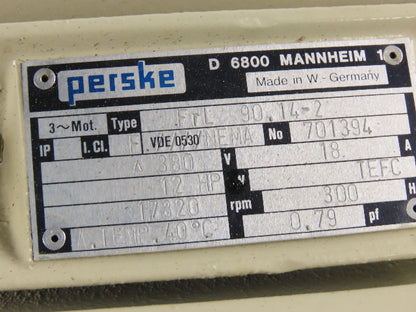 perske D 6800 MANNHEIM 1
Made in W-Germany
3~Mot. Type FrL 90.14-2
IP I.Cl. F VDE 0530 NEMA No 701394
380 V 18 A
12 HP TEFC
17820 rpm 300 H
A.TEMP.40°C 0.79 pf